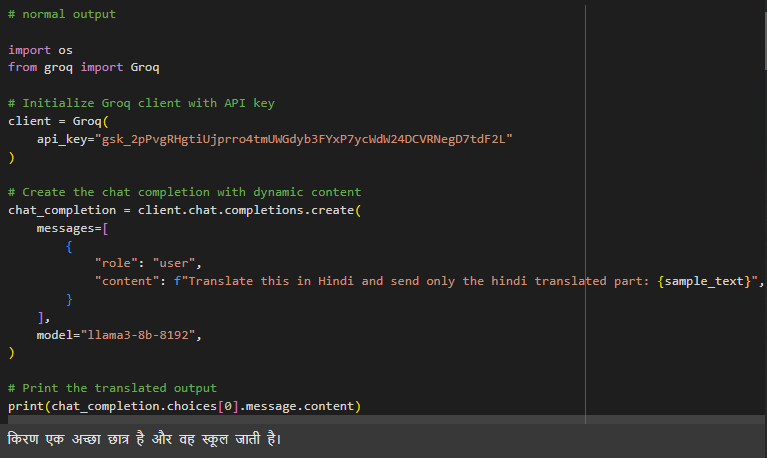 # normal output
import os
from groq import Groq
# Initialize Groq client with API key
client = Groq(
api_key="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"
)
# Create the chat completion with dynamic content
chat_completion = client.chat.completions.create(
messages=[
{
"role": "user",
"content": f"Translate this in Hindi and send only the hindi translated part: {sample_text}",
}
],
model="llama3-8b-8192",
)
# Print the translated output
print(chat_completion.choices[0].message.content)
किरण एक अच्छा छात्र है और वह स्कूल जाती है।